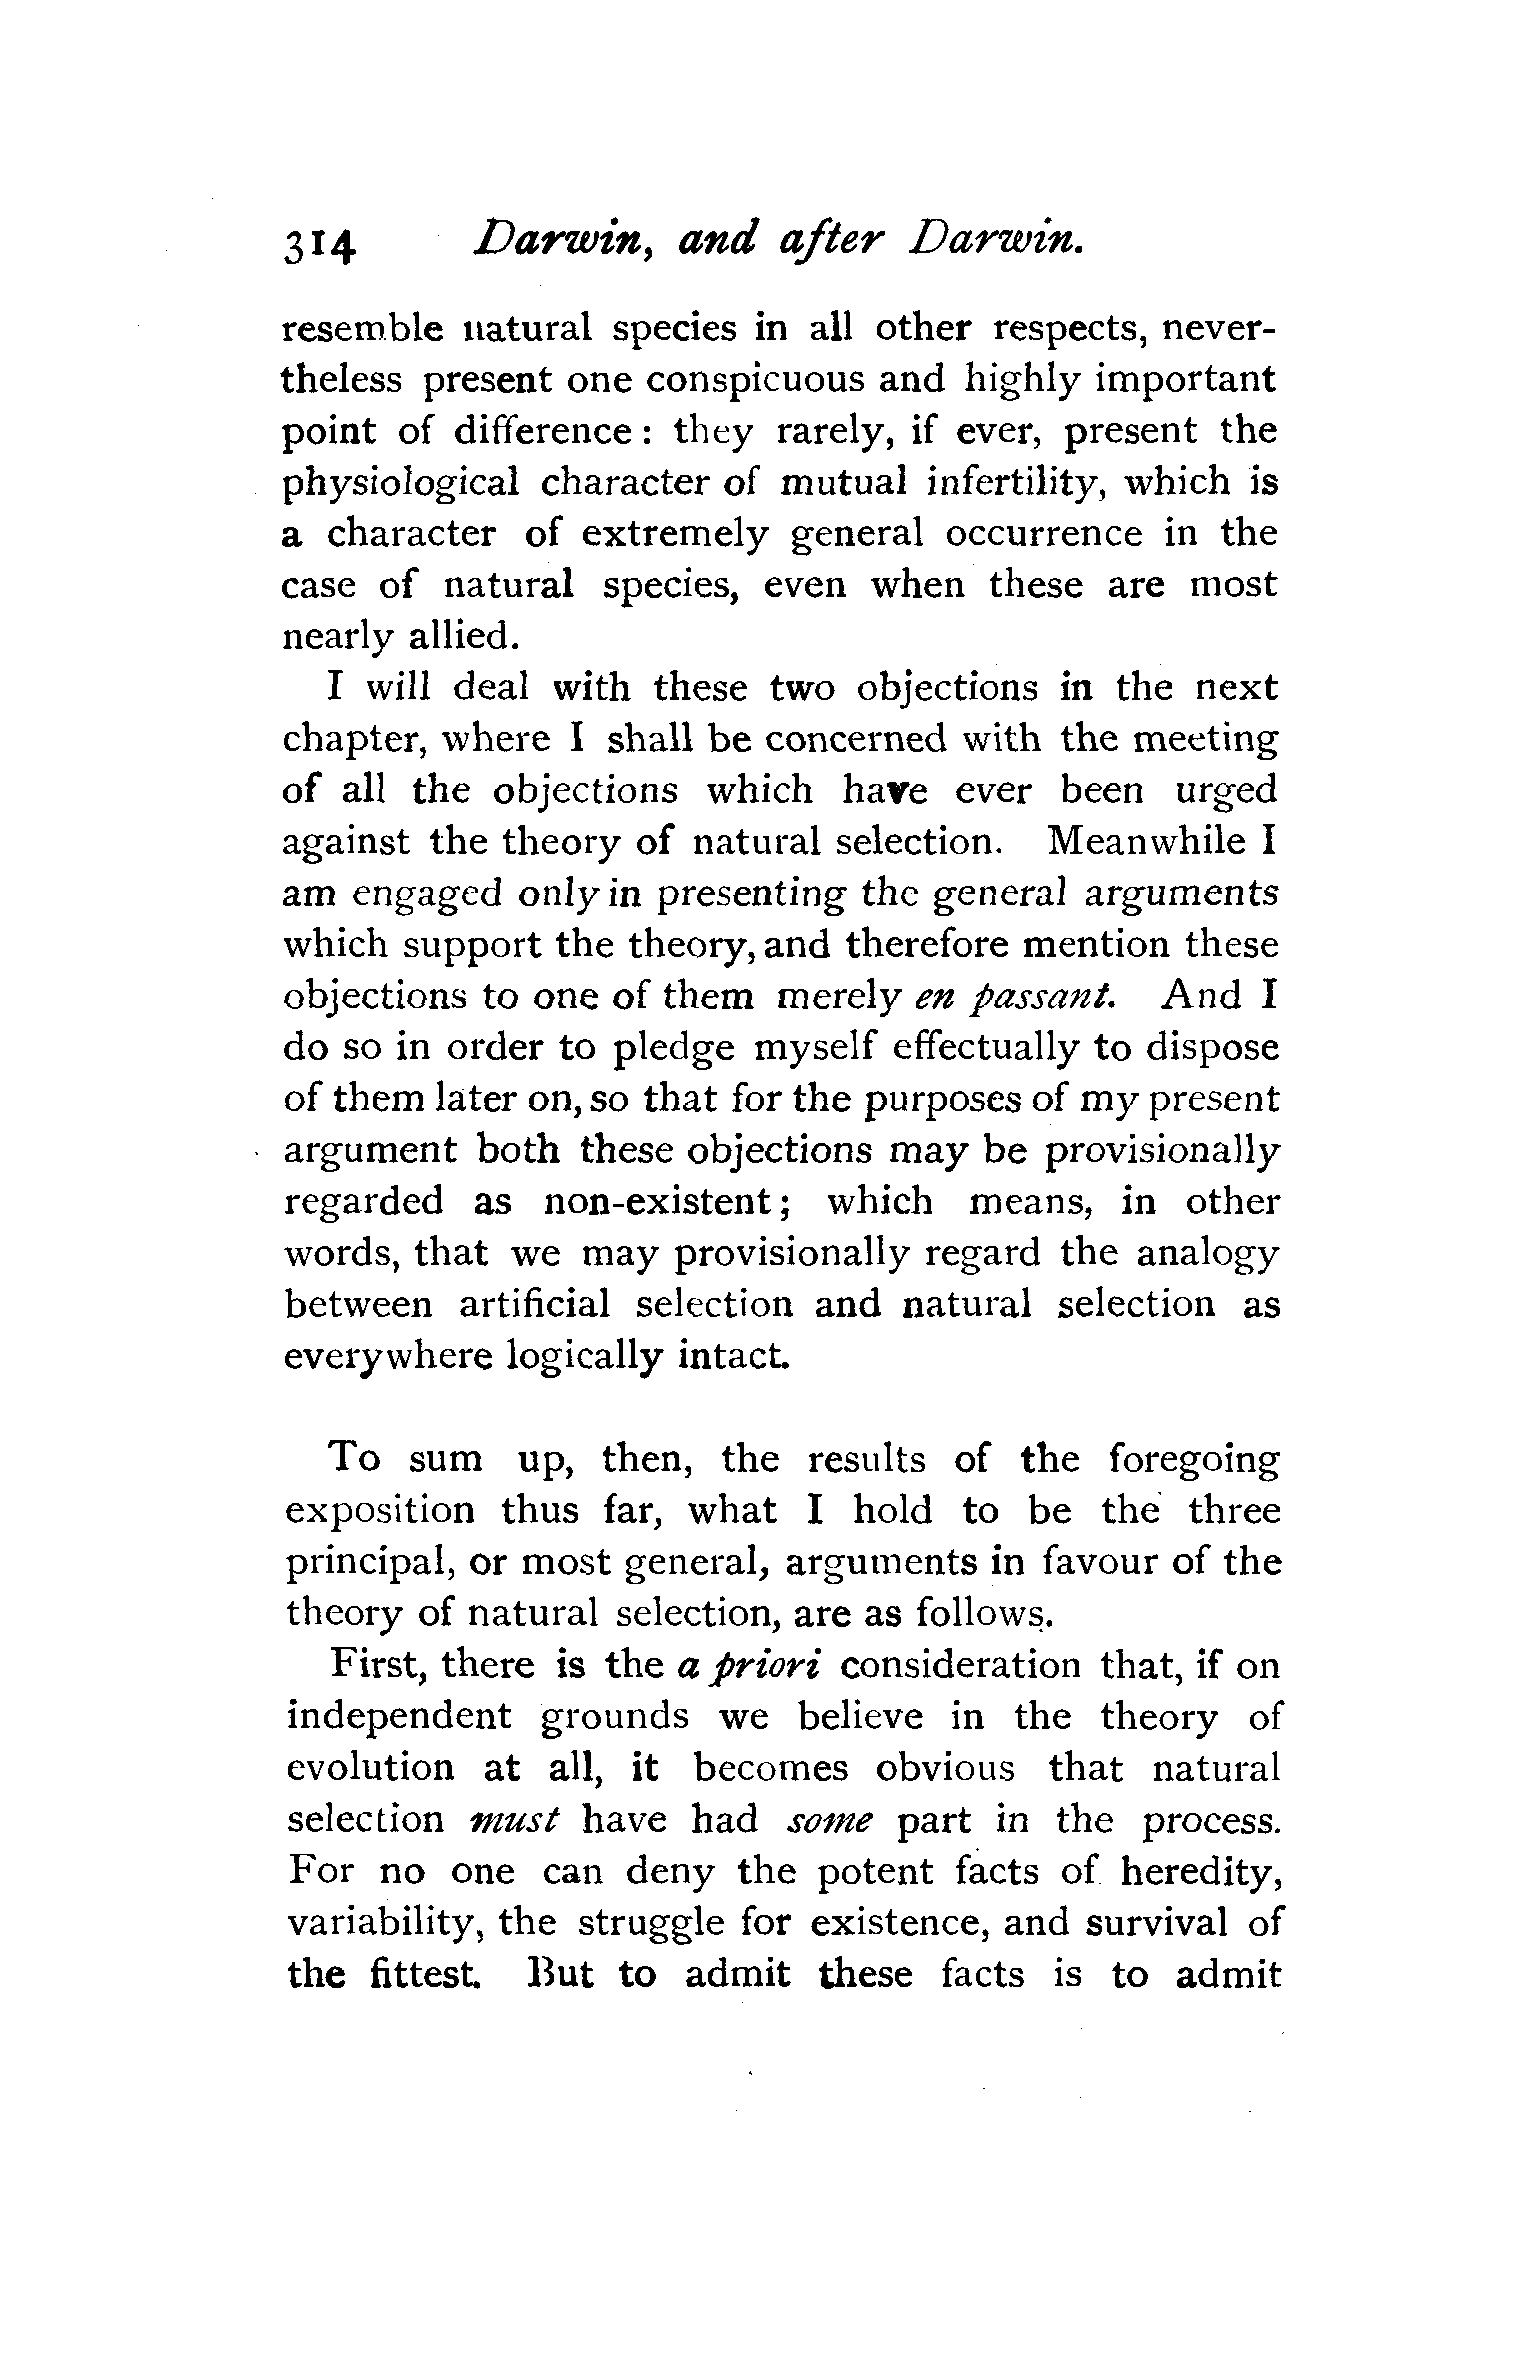 314 Darwin, and after Darwin.
resemble natural species in all other respects, never-
theless present one conspicuous and highly important
point of difference : they rarely, if ever, present the
physiological character of mutual infertility, which is
a character of extremely general occurrence in the
case of natural species, even when these are most
nearly allied.
I will deal with these two objections in the next
chapter, where I shall be concerned with the meeting
of all the objections which have ever been urged
against the theory of natural selection. Meanwhile I
am engaged only in presenting the general arguments
which support the theory, and therefore mention these
objections to one of them merely en passant. And I
do so in order to pledge myself effectually to dispose
of them later on, so that for the purposes of my present
argument both these objections may be provisionally
regarded as non-existent ; which means, in other
words, that we may provisionally regard the analogy
between artificial selection and natural selection as
everywhere logically intact.
To sum up, then, the results of the foregoing
exposition thus far, what I hold to be the three
principal, or most general, arguments in favour of the
theory of natural selection, are as follows.
First, there is the a priori consideration that, if on
independent grounds we believe in the theory of
evolution at all, it becomes obvious that natural
selection must have had some part in the process.
For no one can deny the potent facts of heredity,
variability, the struggle for existence, and survival of
the fittest. But to admit these facts is to admit